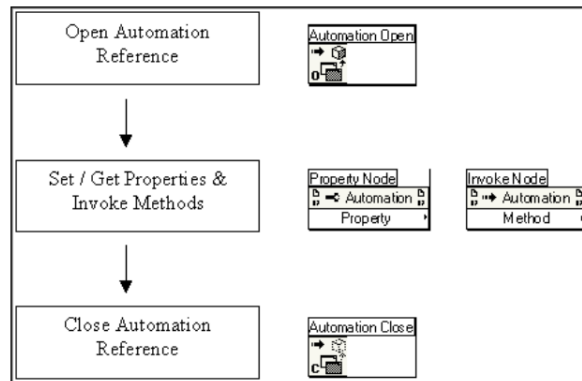 Open Automation
Reference
Automation Open
O
Set / Get Properties &
Invoke Methods
Property Node
Automation
Property
Invoke Node
Automation
Method
Close Automation
Reference
Automation Close
C